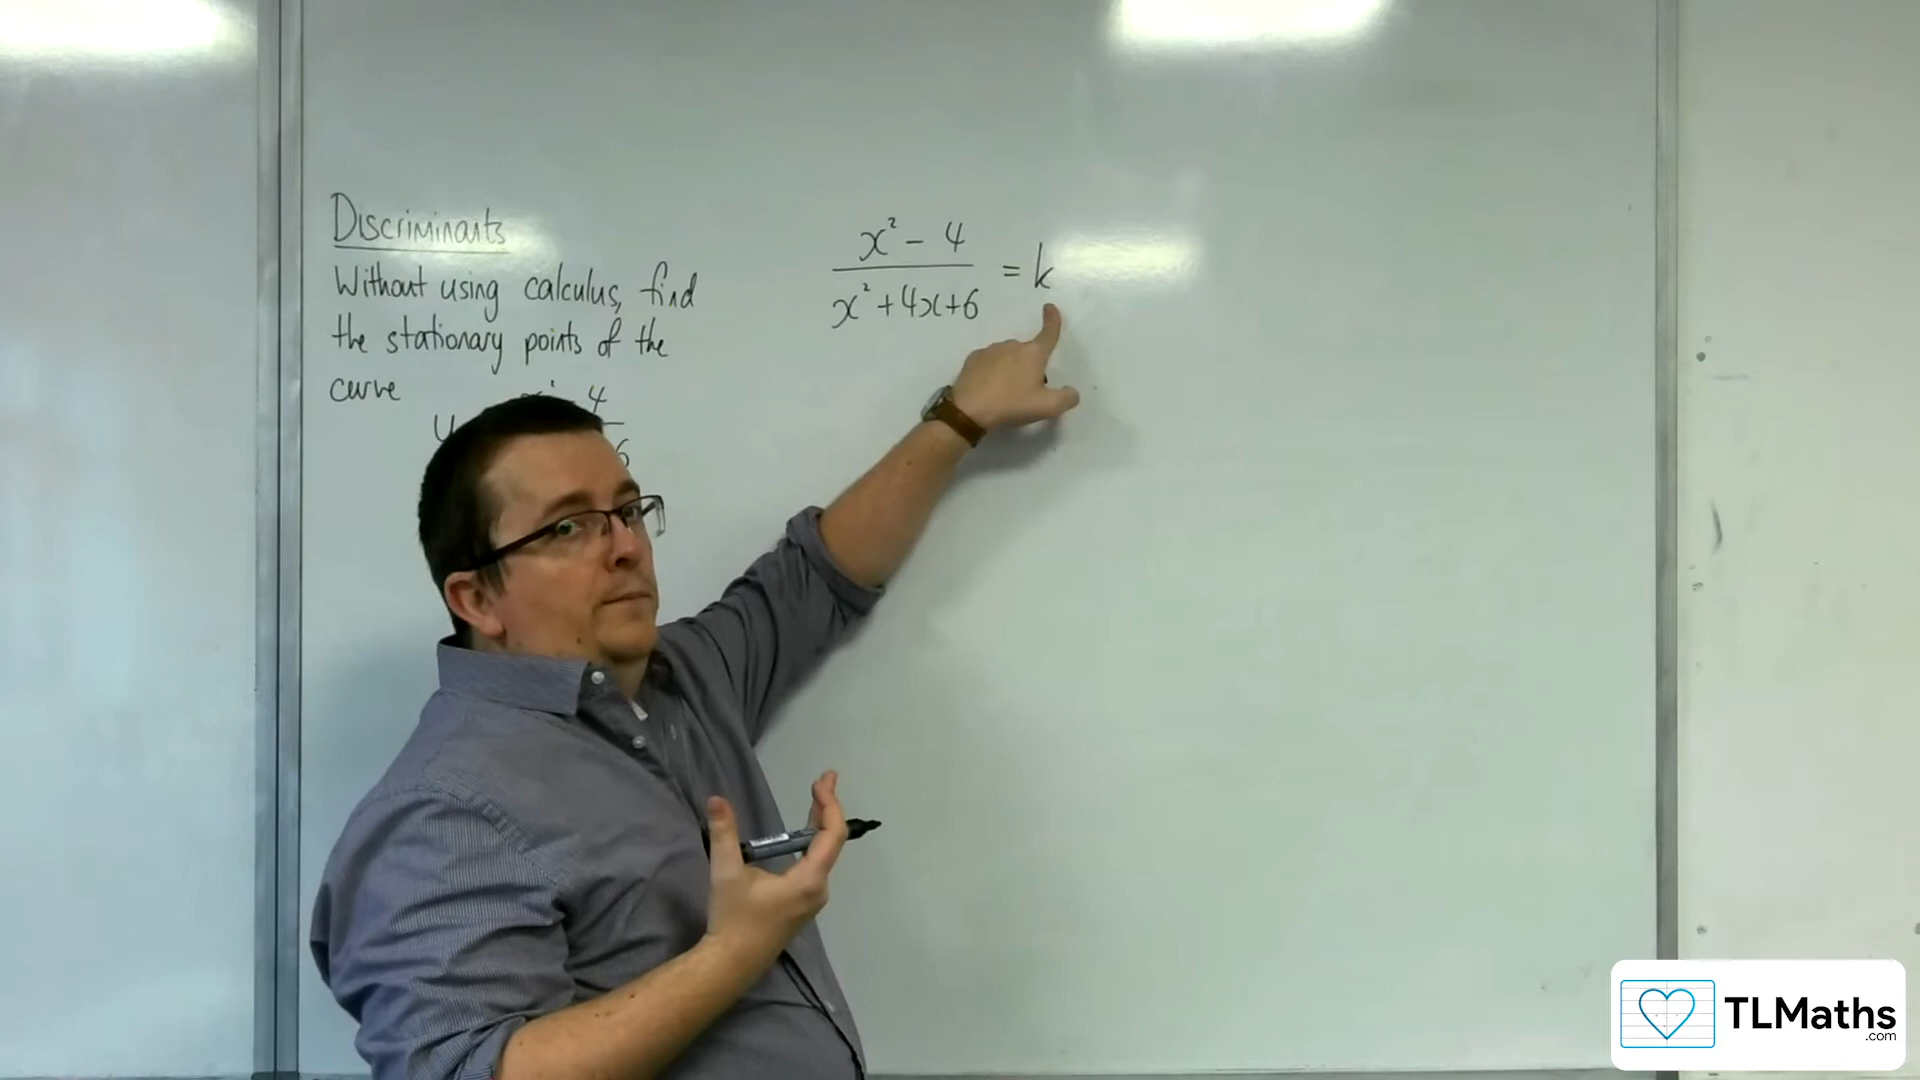 Discriminants
Without using calculus, find
the stationary points of the
curve
x² - 4
x² + 4x + 6
= k
TLMaths
.com